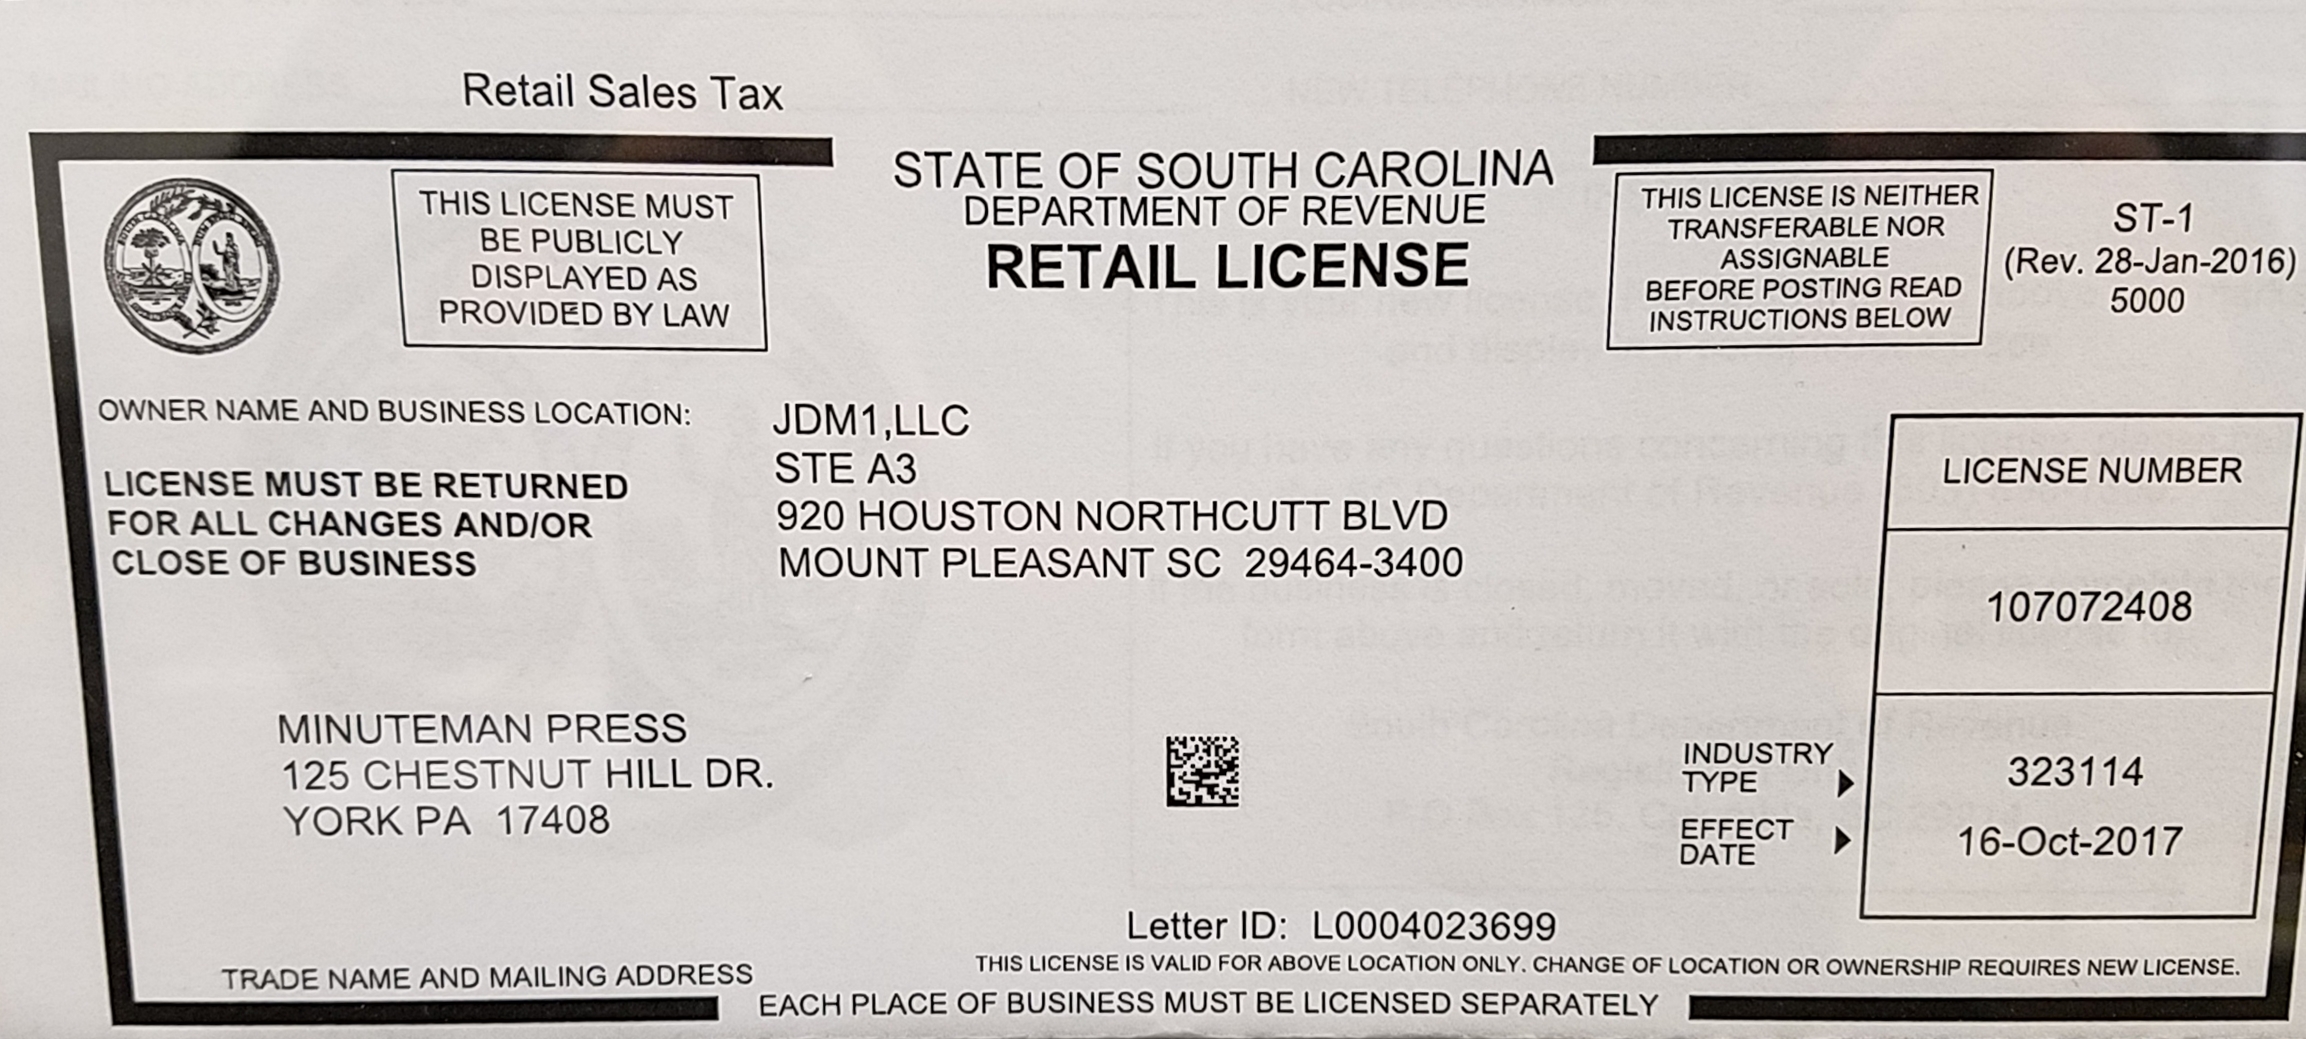 Retail Sales Tax
THIS LICENSE MUST
BE PUBLICLY
DISPLAYED AS
PROVIDED BY LAW
STATE OF SOUTH CAROLINA
DEPARTMENT OF REVENUE
RETAIL LICENSE
THIS LICENSE IS NEITHER
TRANSFERABLE NOR
ASSIGNABLE
BEFORE POSTING READ
INSTRUCTIONS BELOW
ST-1
(Rev. 28-Jan-2016)
5000
OWNER NAME AND BUSINESS LOCATION:
LICENSE MUST BE RETURNED
FOR ALL CHANGES AND/OR
CLOSE OF BUSINESS
JDM1,LLC
STE A3
920 HOUSTON NORTHCUTT BLVD
MOUNT PLEASANT SC 29464-3400
LICENSE NUMBER
107072408
MINUTEMAN PRESS
125 CHESTNUT HILL DR.
YORK PA 17408
INDUSTRY
TYPE
323114
EFFECT
DATE
16-Oct-2017
Letter ID: L0004023699
TRADE NAME AND MAILING ADDRESS
THIS LICENSE IS VALID FOR ABOVE LOCATION ONLY. CHANGE OF LOCATION OR OWNERSHIP REQUIRES NEW LICENSE.
EACH PLACE OF BUSINESS MUST BE LICENSED SEPARATELY